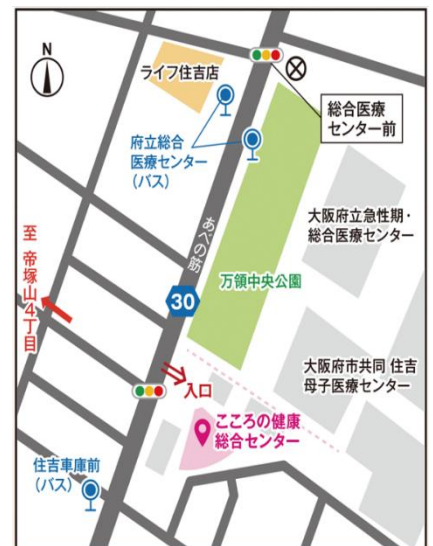 N
ライフ住吉店
総合医療
センター前
府立総合
医療センター
(バス)
大阪府立急性期・
総合医療センター
あべの筋
至 帝塚山4丁目
万領中央公園
30
大阪府市共同 住吉
母子医療センター
入口
こころの健康
総合センター
住吉車庫前
(バス)